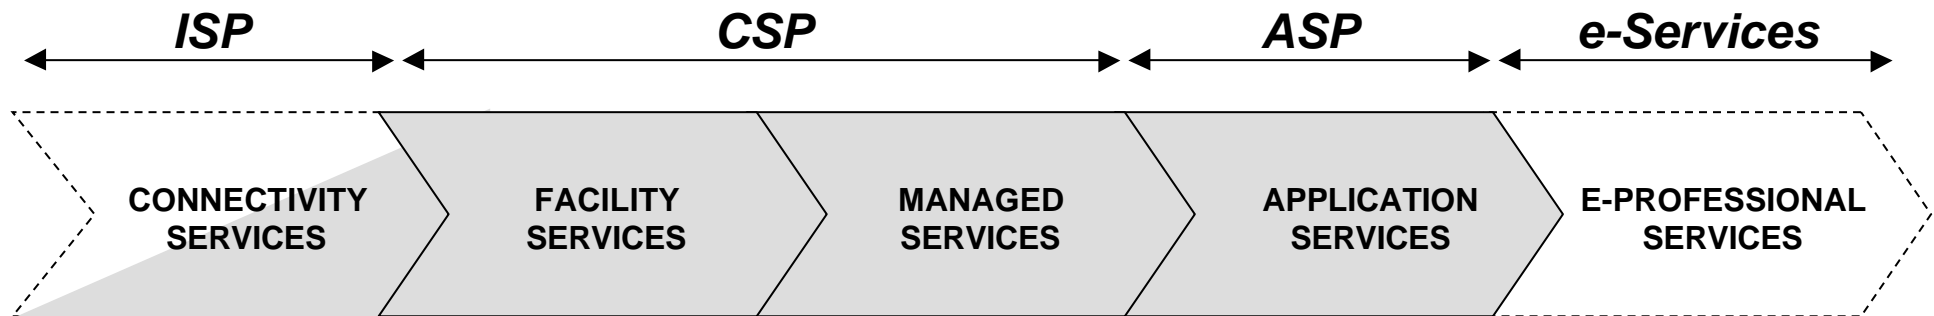 ISP
CSP
ASP
e-Services
CONNECTIVITY
SERVICES
FACILITY
SERVICES
MANAGED
SERVICES
APPLICATION
SERVICES
E-PROFESSIONAL
SERVICES